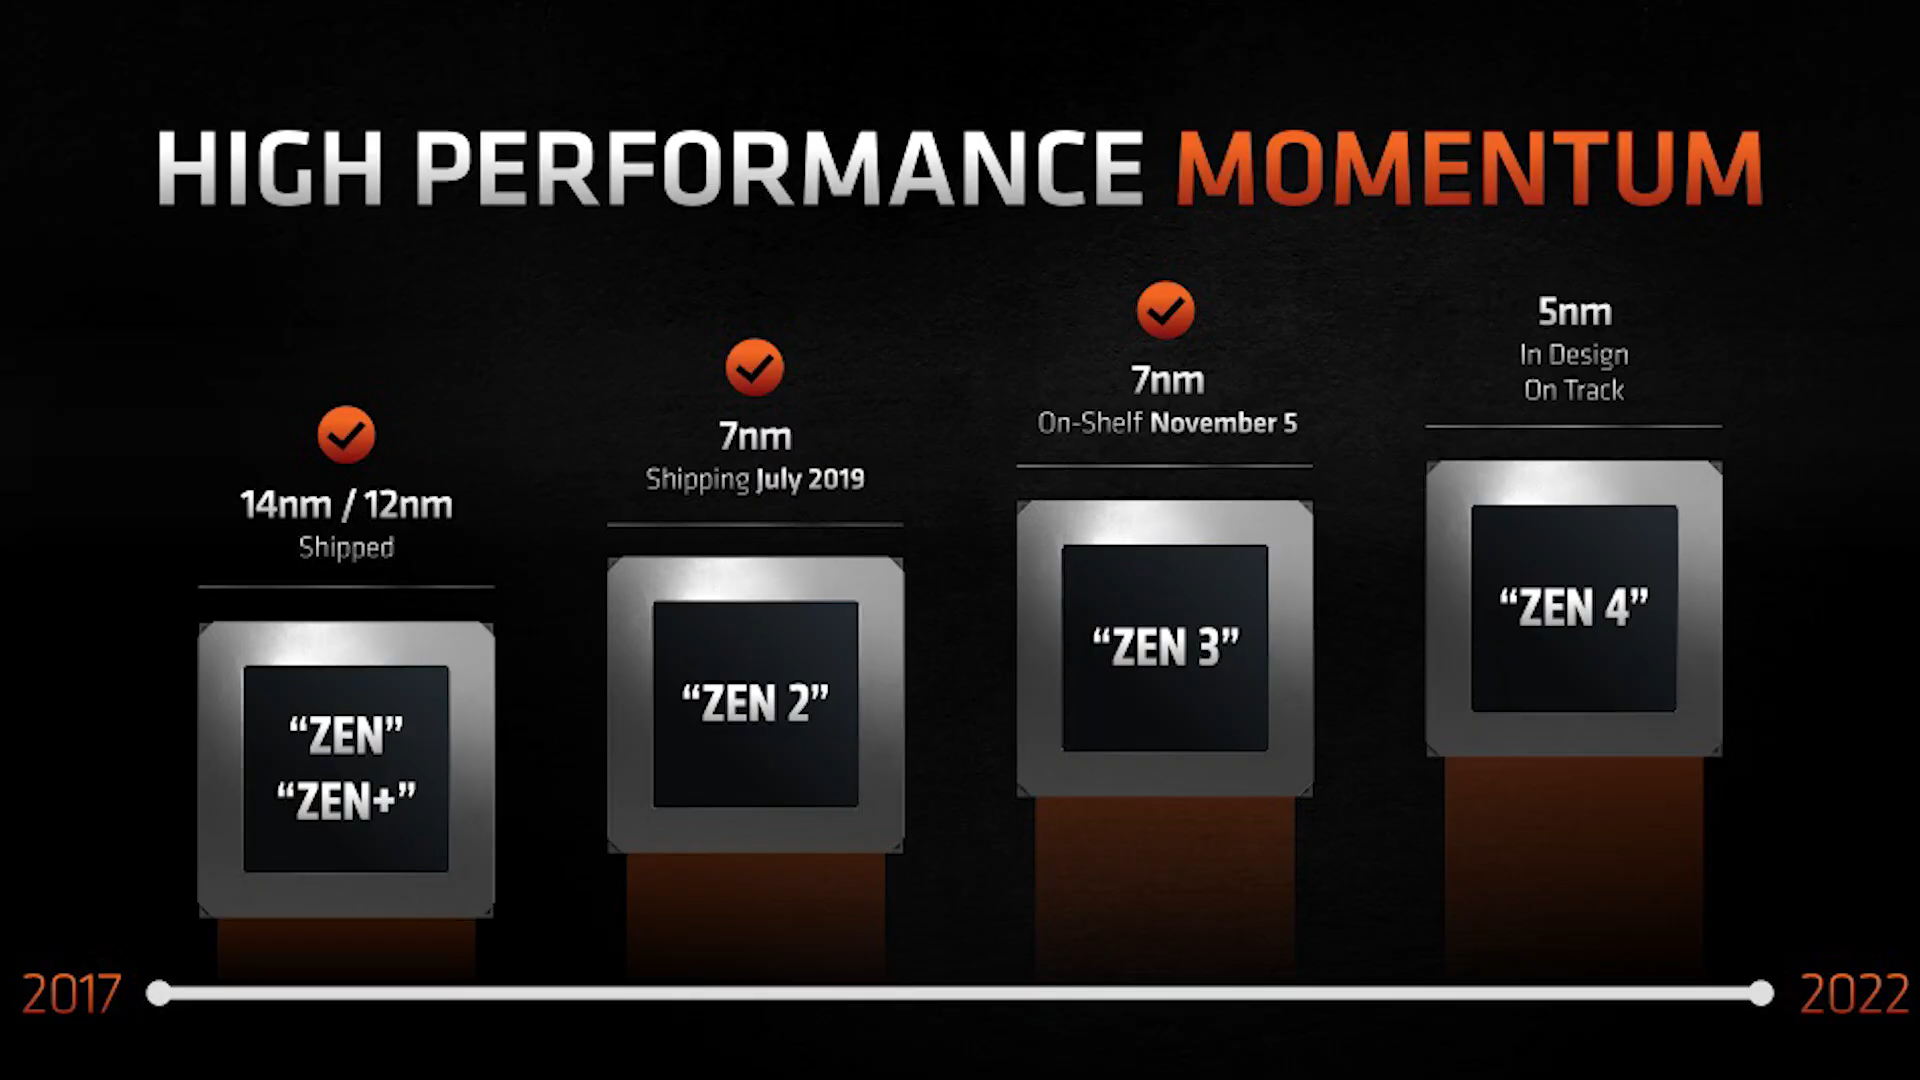 HIGH PERFORMANCE MOMENTUM
14nm / 12nm
Shipped
“ZEN”
“ZEN+”
7nm
Shipping July 2019
“ZEN 2”
7nm
On-Shelf November 5
“ZEN 3”
5nm
In Design
On Track
“ZEN 4”
2017
2022